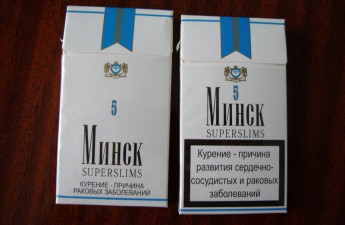 5
Минск
SUPERSLIMS
КУРЕНИЕ - ПРИЧИНА
РАКОВЫХ ЗАБОЛЕВАНИЙ
5
Минск
SUPERSLIMS
Курение - причина
развития сердечно-
сосудистых и раковых
заболеваний